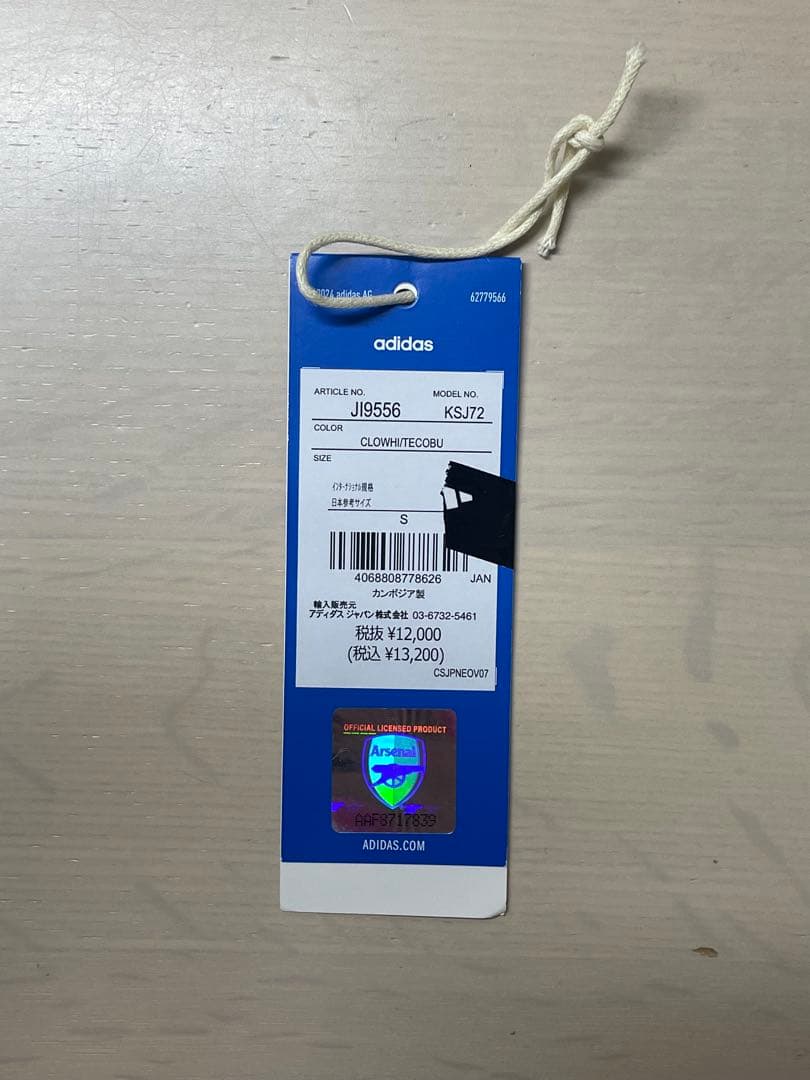 2024 adidas AG 62779566
adidas
ARTICLE NO. MODEL NO.
JI9556 KSJ72
COLOR
CLOWHI/TECOBU
SIZE
インターナショナル規格
日本参考サイズ
S
4068808778626 JAN
カンボジア製
輸入販売元
アディダス ジャパン株式会社 03-6732-5461
税抜 ¥12,000
(税込 ¥13,200)
CSJPNEOV07
OFFICIAL LICENSED PRODUCT
Arsenal
AAF8717839
ADIDAS.COM